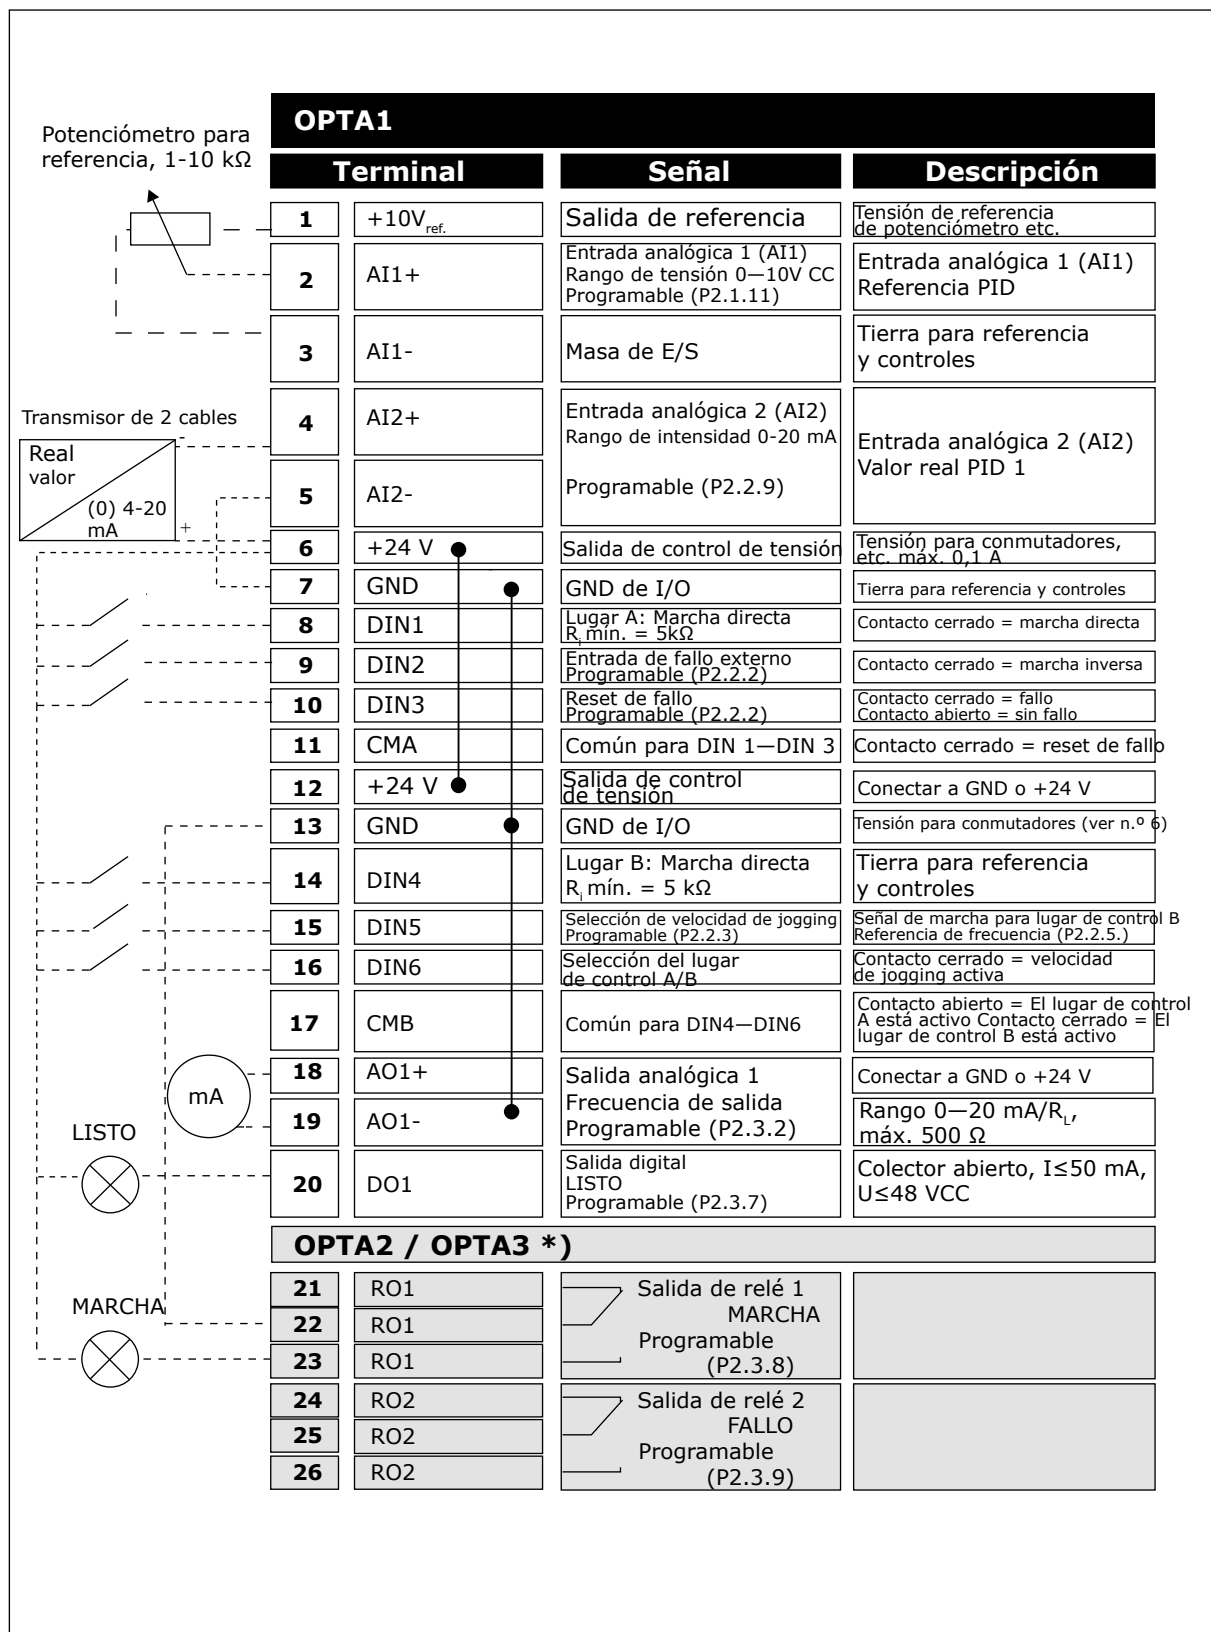 OPTA1
Potenciómetro para
referencia, 1-10 kΩ
Terminal
Señal
Descripción
1
+10Vref.
Salida de referencia
Tensión de referencia
de potenciómetro etc.
2
AI1+
Entrada analógica 1 (AI1)
Rango de tensión 0—10V CC
Programable (P2.1.11)
Entrada analógica 1 (AI1)
Referencia PID
3
AI1-
Masa de E/S
Tierra para referencia
y controles
Transmisor de 2 cables
Real
valor
(0) 4-20
mA
-
+
4
AI2+
Entrada analógica 2 (AI2)
Rango de intensidad 0-20 mA
Programable (P2.2.9)
Entrada analógica 2 (AI2)
Valor real PID 1
5
AI2-
6
+24 V
Salida de control de tensión
Tensión para conmutadores,
etc. máx. 0,1 A
7
GND
GND de I/O
Tierra para referencia y controles
8
DIN1
Lugar A: Marcha directa
Ri mín. = 5kΩ
Contacto cerrado = marcha directa
9
DIN2
Entrada de fallo externo
Programable (P2.2.2)
Contacto cerrado = marcha inversa
10
DIN3
Reset de fallo
Programable (P2.2.2)
Contacto cerrado = fallo
Contacto abierto = sin fallo
11
CMA
Común para DIN 1—DIN 3
Contacto cerrado = reset de fallo
12
+24 V
Salida de control
de tensión
Conectar a GND o +24 V
13
GND
GND de I/O
Tensión para conmutadores (ver n.º 6)
14
DIN4
Lugar B: Marcha directa
Ri mín. = 5 kΩ
Tierra para referencia
y controles
15
DIN5
Selección de velocidad de jogging
Programable (P2.2.3)
Señal de marcha para lugar de control B
Referencia de frecuencia (P2.2.5.)
16
DIN6
Selección del lugar
de control A/B
Contacto cerrado = velocidad
de jogging activa
17
CMB
Común para DIN4—DIN6
Contacto abierto = El lugar de control
A está activo Contacto cerrado = El
lugar de control B está activo
mA
18
AO1+
Salida analógica 1
Frecuencia de salida
Programable (P2.3.2)
Conectar a GND o +24 V
19
AO1-
Rango 0—20 mA/RL,
máx. 500 Ω
LISTO
20
DO1
Salida digital
LISTO
Programable (P2.3.7)
Colector abierto, I≤50 mA,
U≤48 VCC
OPTA2 / OPTA3 *)
MARCHA
21
RO1
Salida de relé 1
MARCHA
Programable
(P2.3.8)
22
RO1
23
RO1
24
RO2
Salida de relé 2
FALLO
Programable
(P2.3.9)
25
RO2
26
RO2